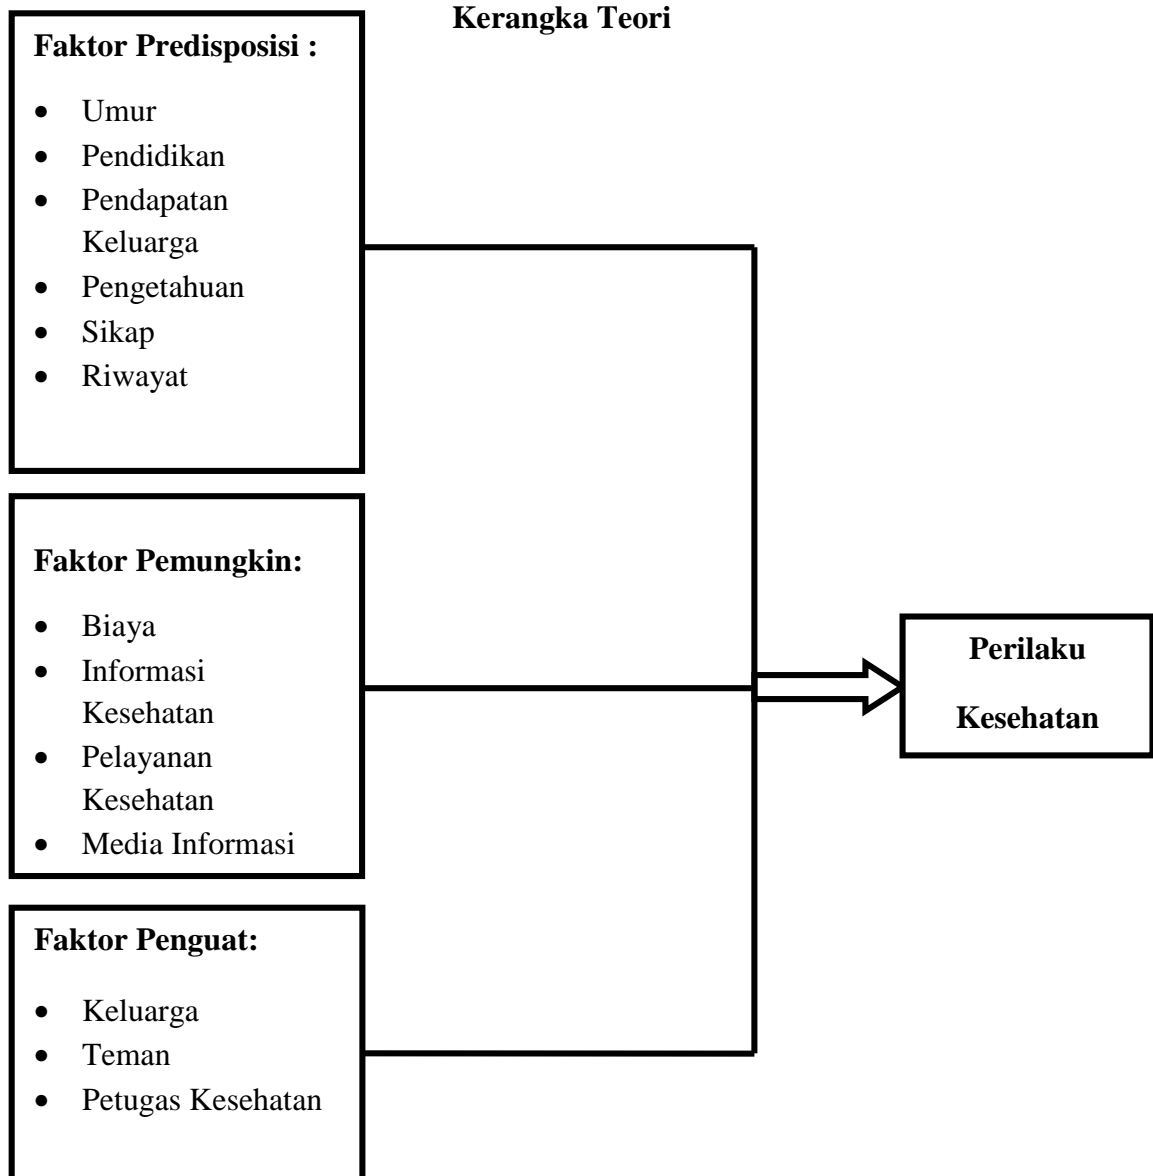 Kerangka Teori
Faktor Predisposisi :
• Umur
• Pendidikan
• Pendapatan
Keluarga
• Pengetahuan
• Sikap
• Riwayat
Faktor Pemungkin:
• Biaya
• Informasi
Kesehatan
• Pelayanan
Kesehatan
• Media Informasi
Faktor Penguat:
• Keluarga
• Teman
• Petugas Kesehatan
Perilaku
Kesehatan